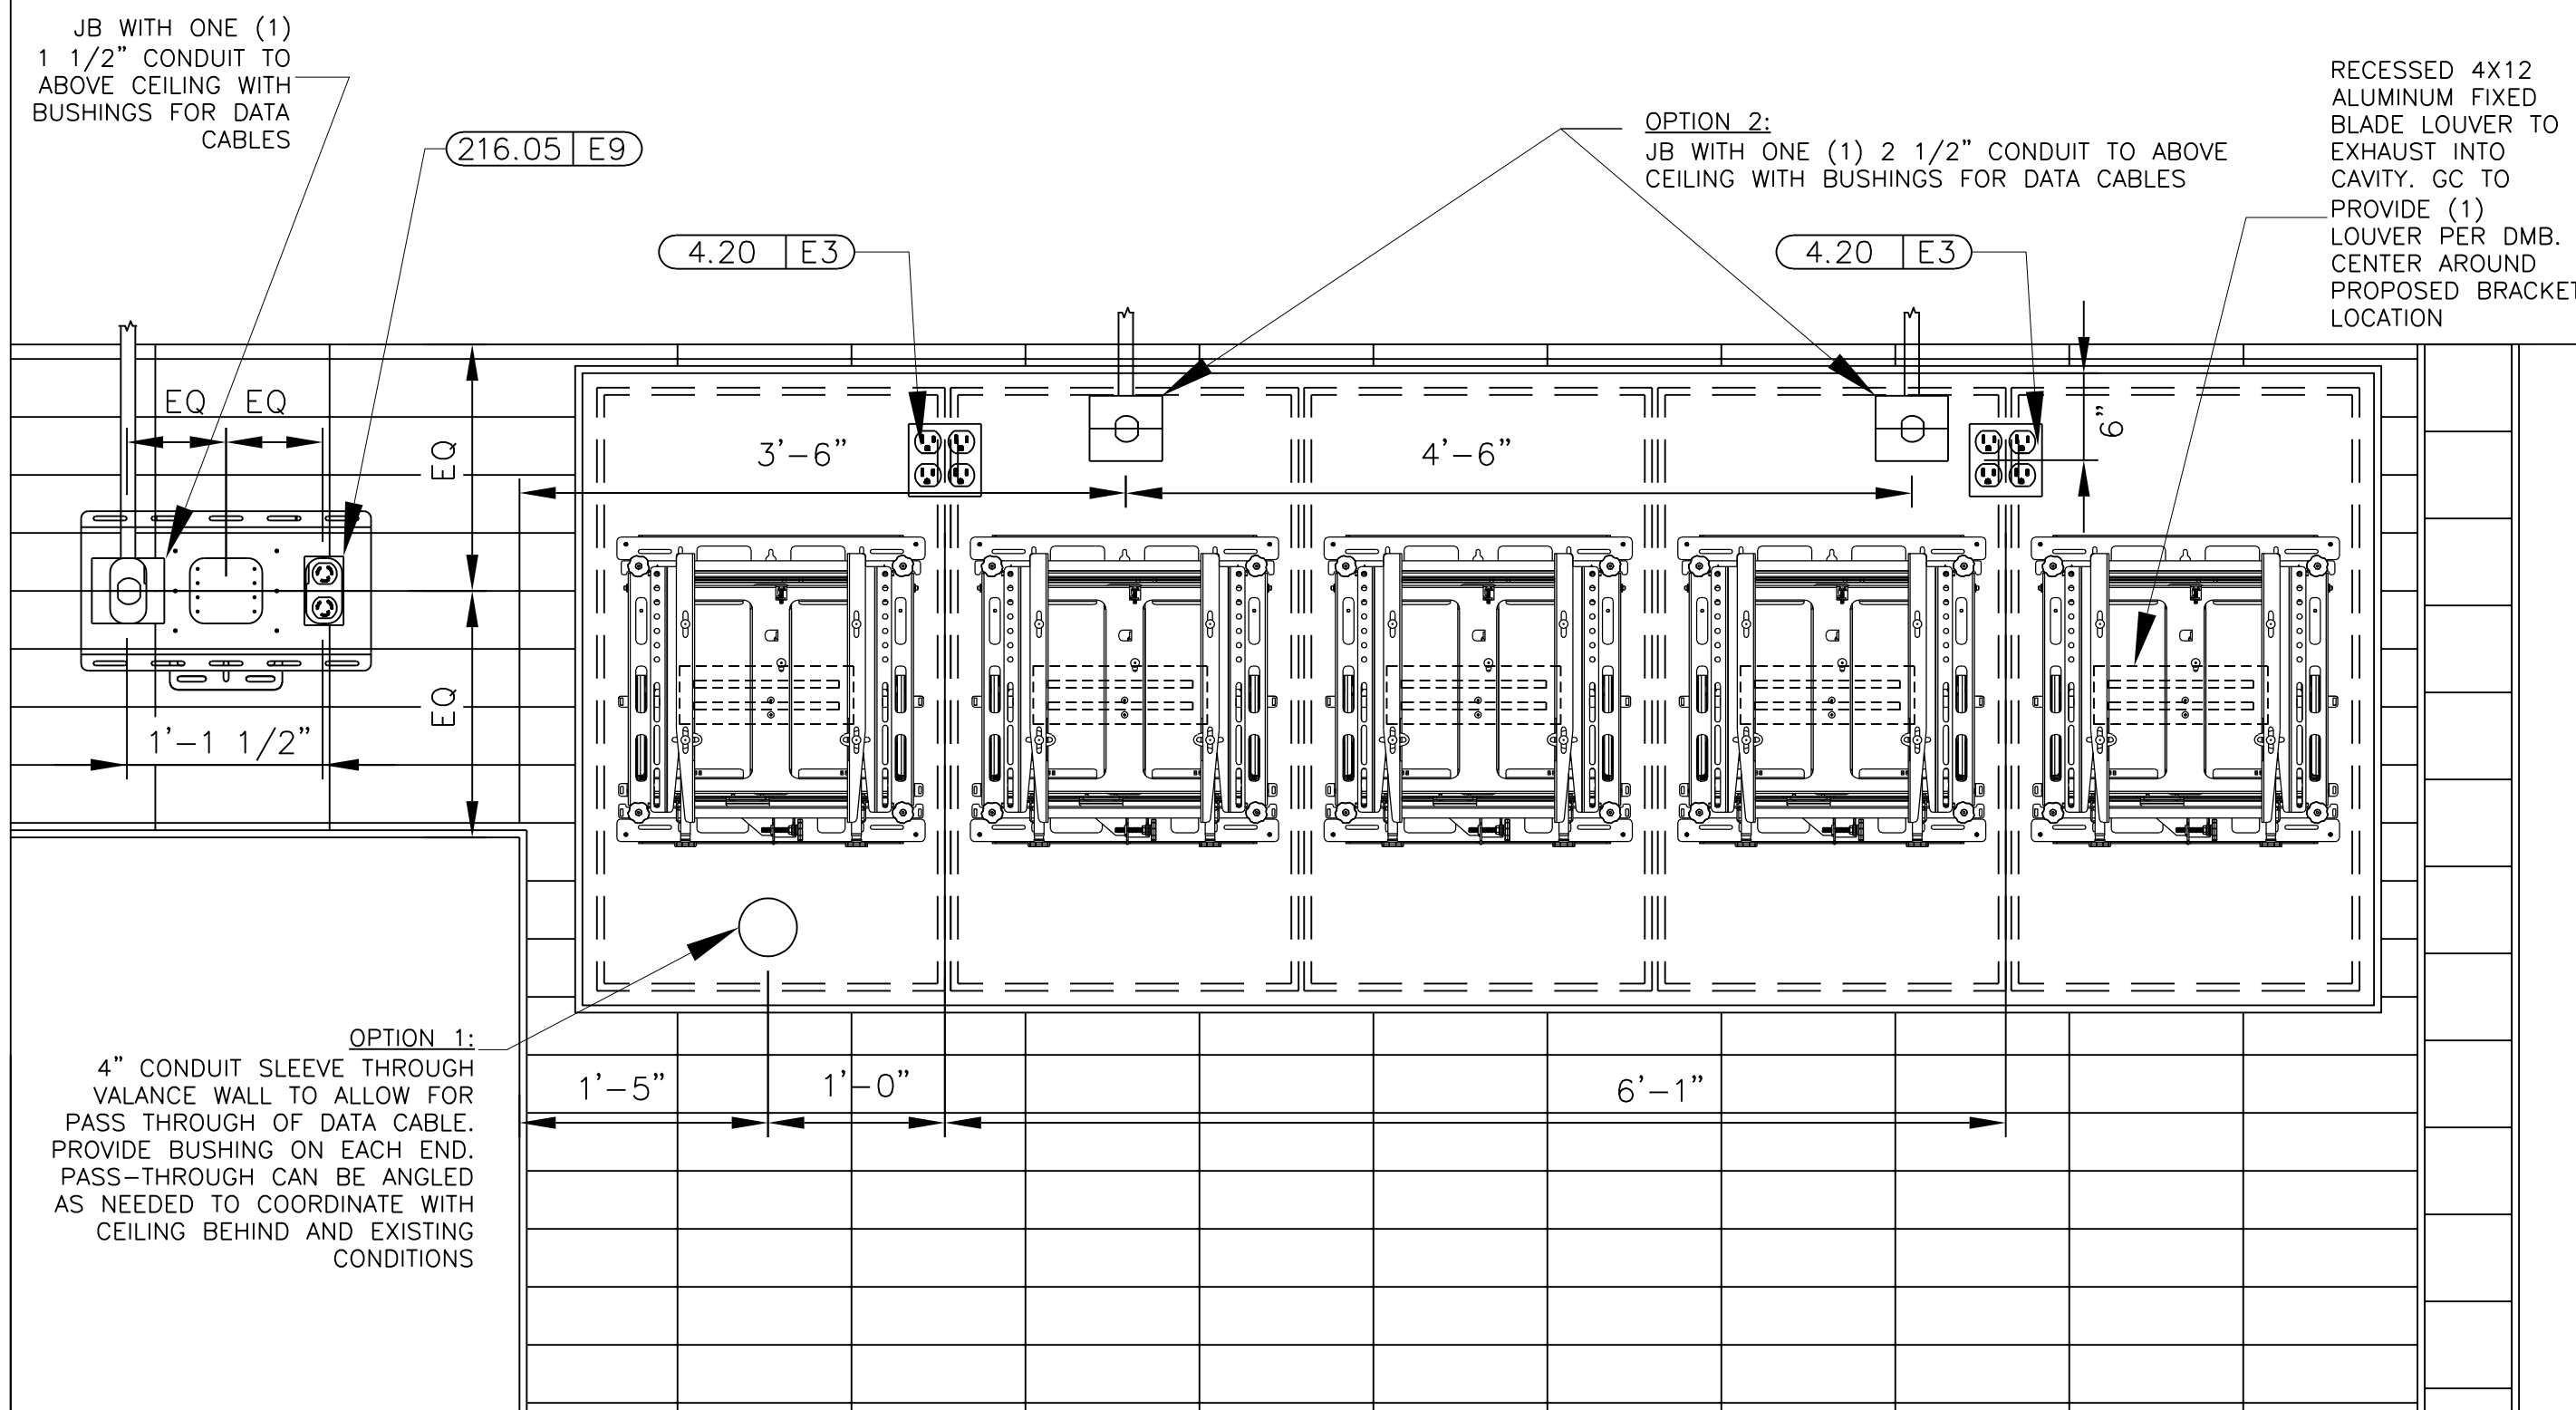 JB WITH ONE (1)
1 1/2" CONDUIT TO
ABOVE CEILING WITH
BUSHINGS FOR DATA
CABLES
216.05 E9
4.20 E3
OPTION 2:
JB WITH ONE (1) 2 1/2" CONDUIT TO ABOVE
CEILING WITH BUSHINGS FOR DATA CABLES
4.20 E3
RECESSED 4X12
ALUMINUM FIXED
BLADE LOUVER TO
EXHAUST INTO
CAVITY. GC TO
PROVIDE (1)
LOUVER PER DMB.
CENTER AROUND
PROPOSED BRACKET
LOCATION
EQ EQ
EQ
3'-6"
4'-6"
6"
EQ
1'-1 1/2"
OPTION 1:
4" CONDUIT SLEEVE THROUGH
VALANCE WALL TO ALLOW FOR
PASS THROUGH OF DATA CABLE.
PROVIDE BUSHING ON EACH END.
PASS-THROUGH CAN BE ANGLED
AS NEEDED TO COORDINATE WITH
CEILING BEHIND AND EXISTING
CONDITIONS
1'-5"
1'-0"
6'-1"